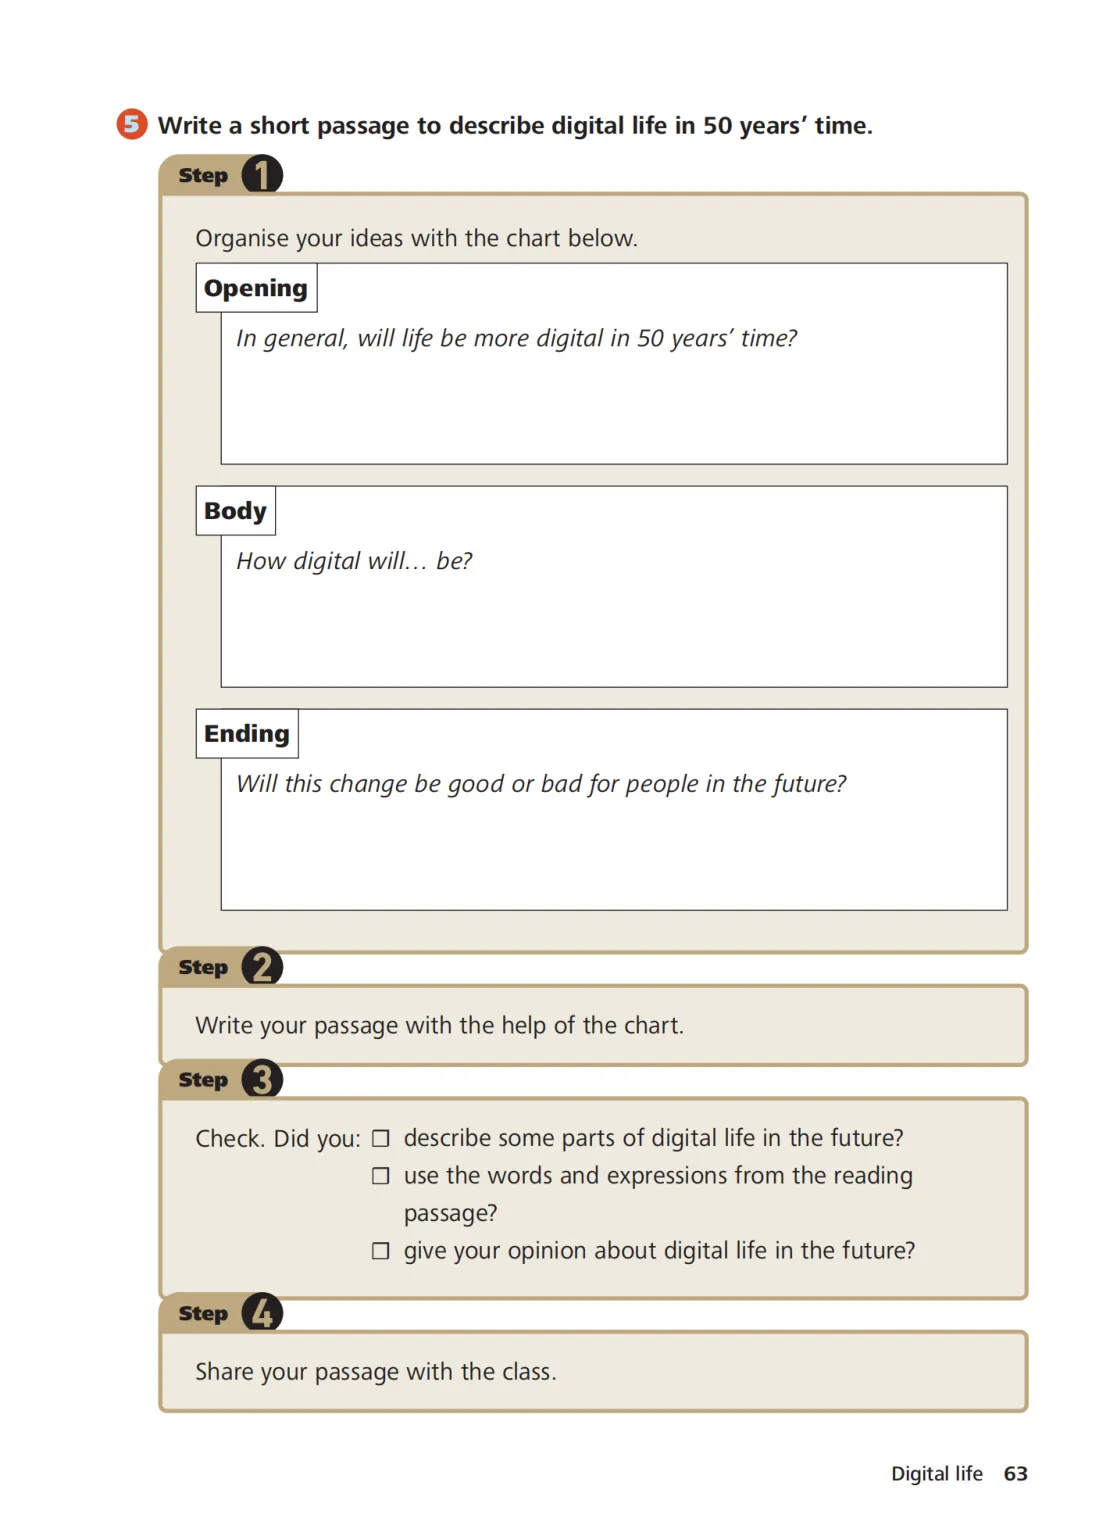 5 Write a short passage to describe digital life in 50 years’ time.
Step 1
Organise your ideas with the chart below.
Opening
In general, will life be more digital in 50 years’ time?
Body
How digital will… be?
Ending
Will this change be good or bad for people in the future?
Step 2
Write your passage with the help of the chart.
Step 3
Check. Did you: ❒ describe some parts of digital life in the future?
❒ use the words and expressions from the reading
passage?
❒ give your opinion about digital life in the future?
Step 4
Share your passage with the class.
Digital life 63